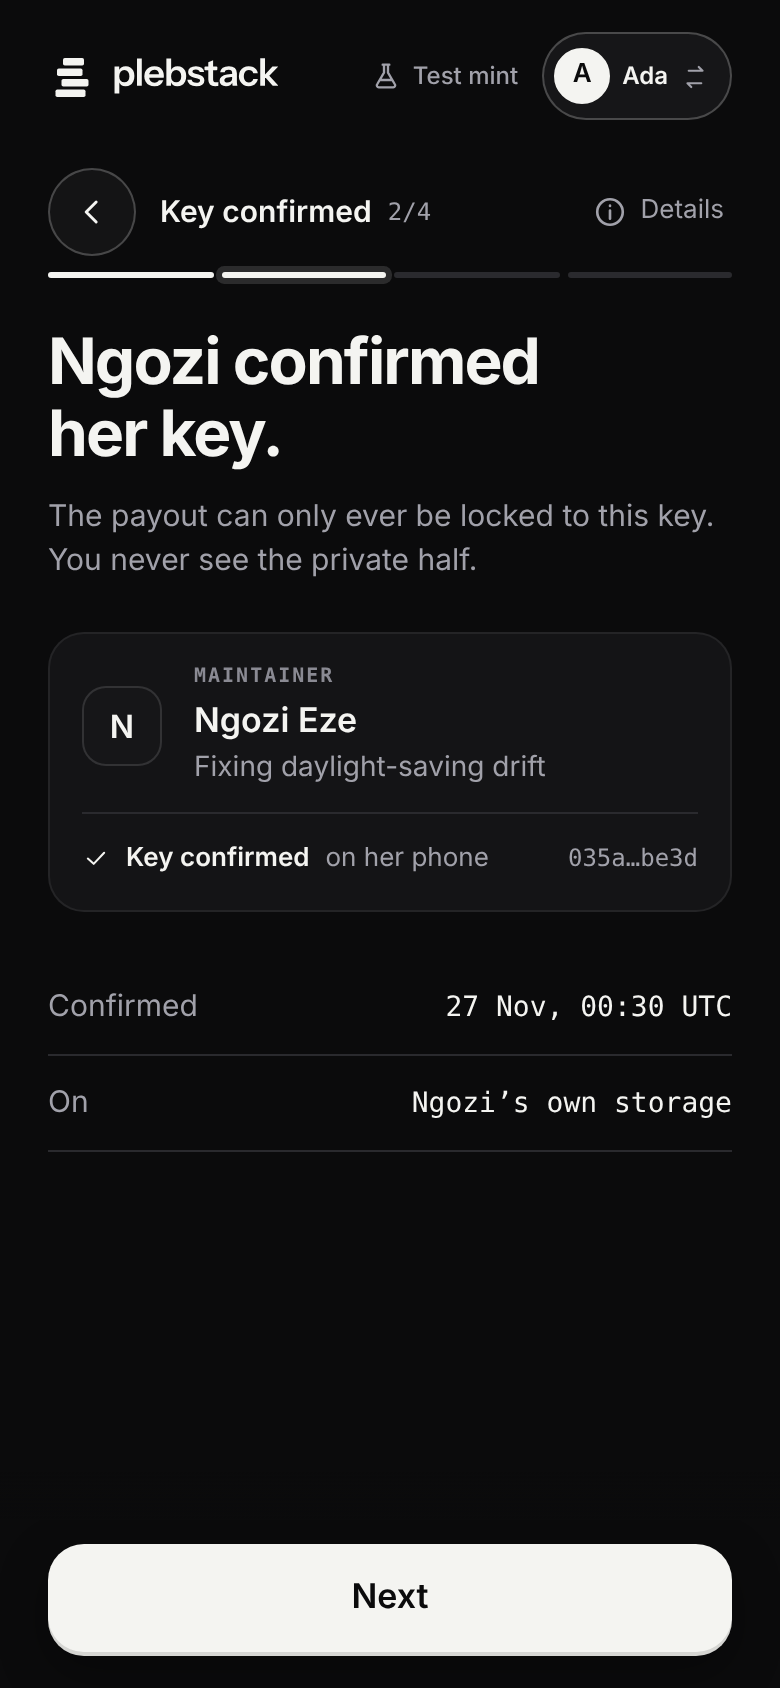 plebstack
Test mint
A
Ada
Key confirmed 2/4
Details
Ngozi confirmed
her key.
The payout can only ever be locked to this key.
You never see the private half.
MAINTAINER
N
Ngozi Eze
Fixing daylight-saving drift
Key confirmed on her phone 035a…be3d
Confirmed 27 Nov, 00:30 UTC
On Ngozi’s own storage
Next